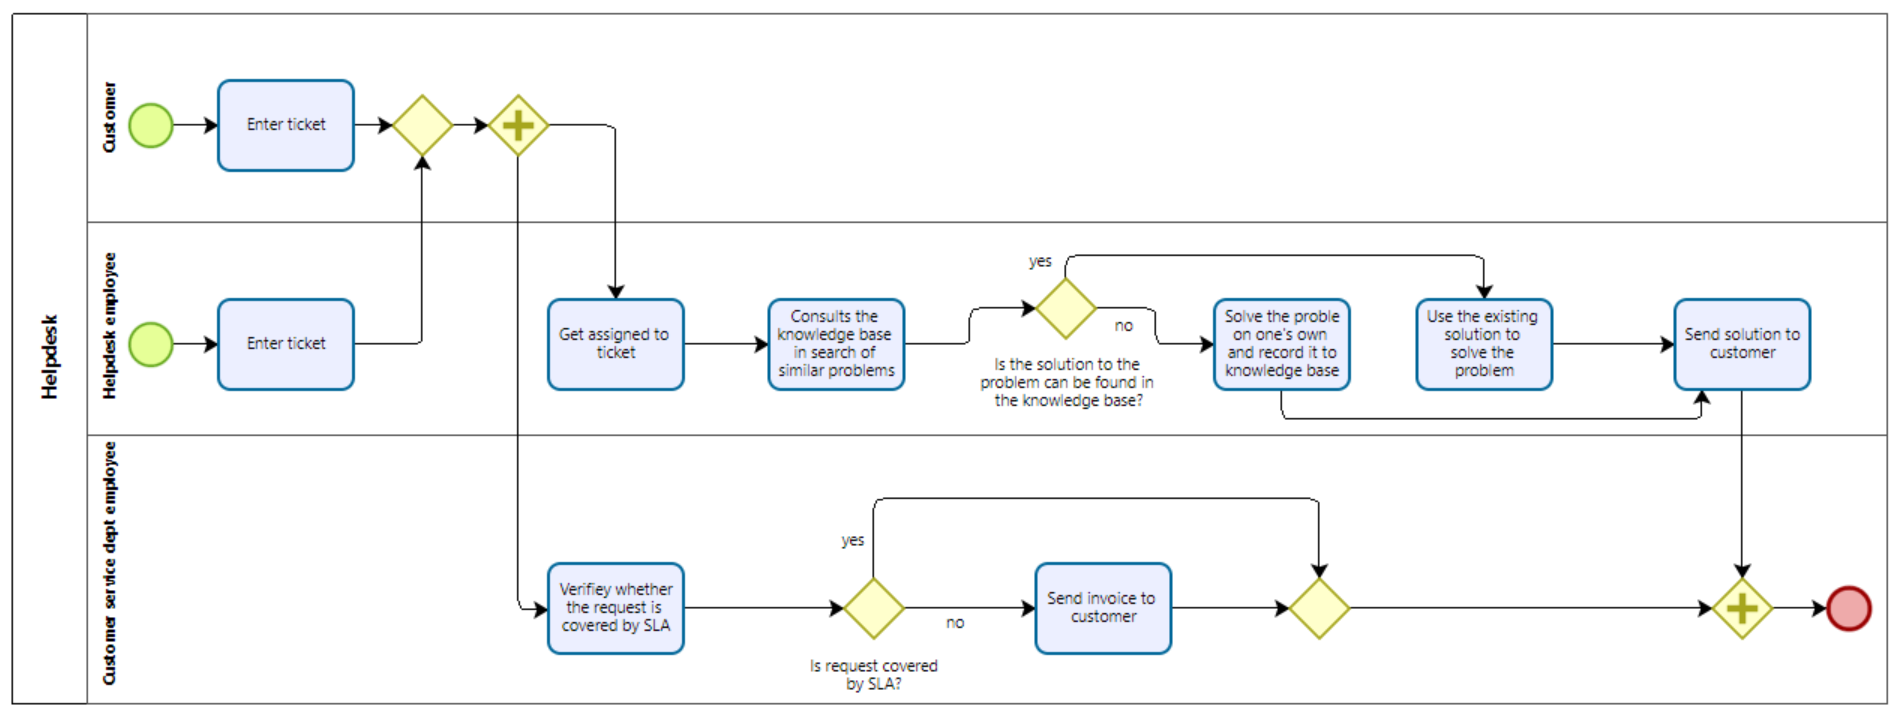 Helpdesk
Customer
Enter ticket
Helpdesk employee
Enter ticket
Get assigned to
ticket
Consults the
knowledge base
in search of
similar problems
yes
no
Is the solution to the
problem can be found in
the knowledge base?
Solve the proble
on one's own
and record it to
knowledge base
Use the existing
solution to
solve the
problem
Send solution to
customer
Customer service dept employee
Verifiey whether
the request is
covered by SLA
yes
no
Is request covered
by SLA?
Send invoice to
customer